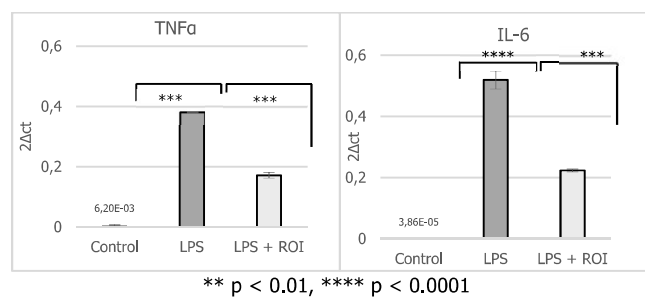 TNFα
0,6
0,4
0,2
0
2Δct
*** ***
6,20E-03
Control LPS LPS + ROI
IL-6
0,6
0,4
0,2
0,0
2Δct
**** ***
3,86E-05
Control LPS LPS + ROI
** p < 0.01, **** p < 0.0001